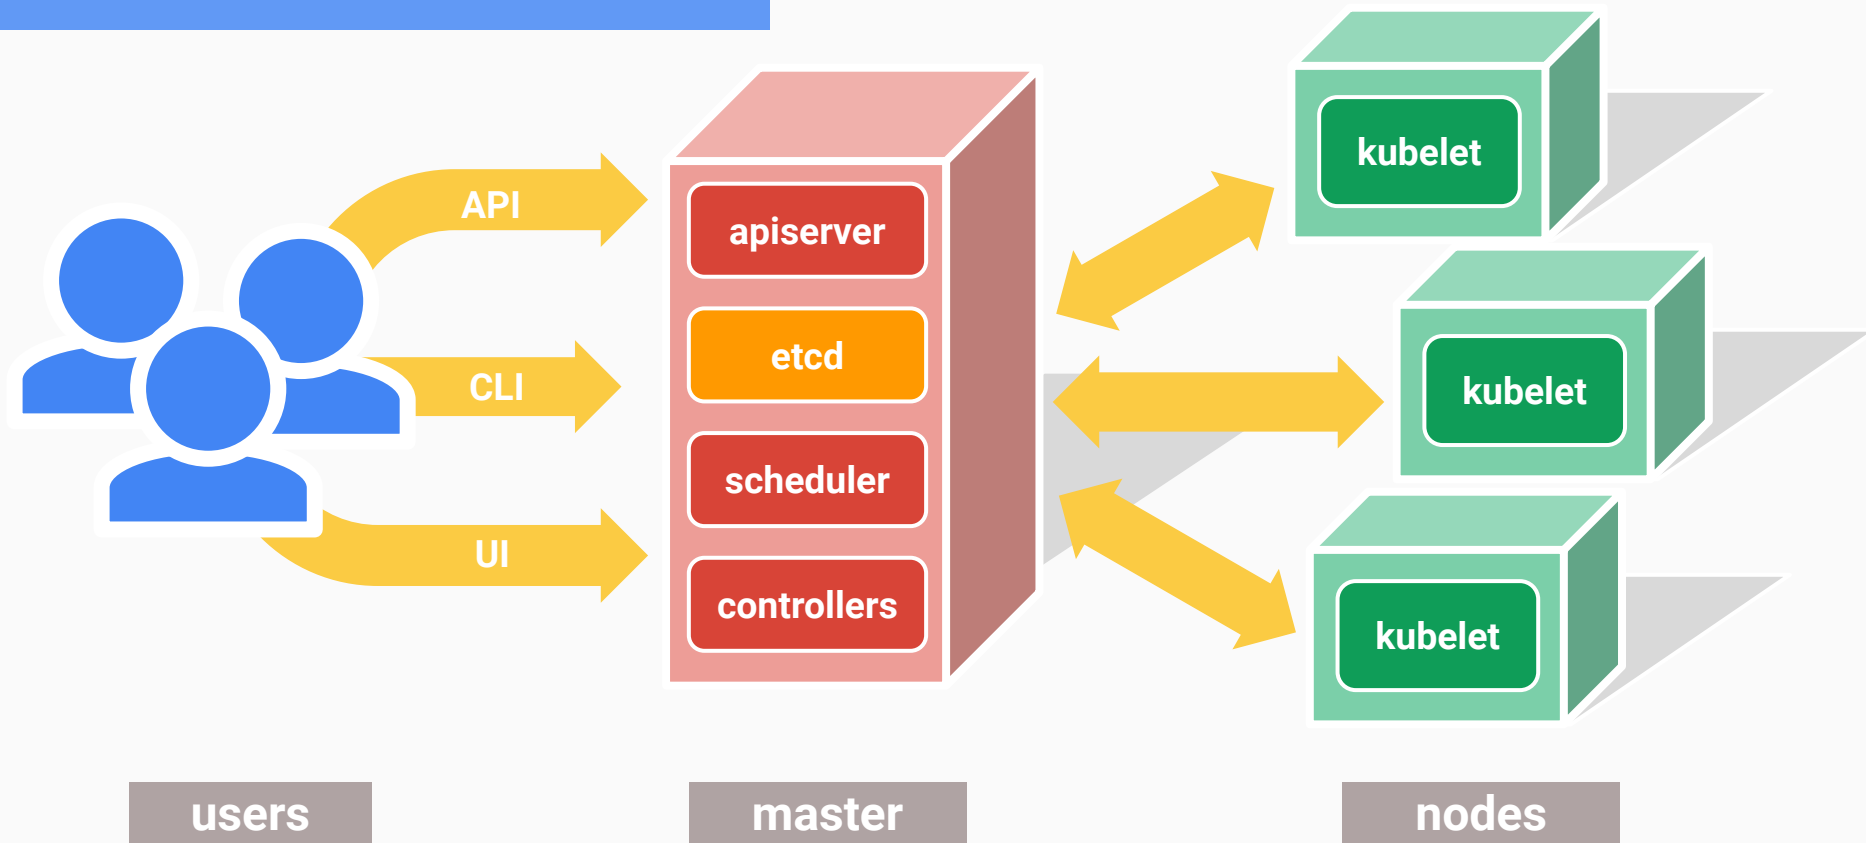 API
CLI
UI
apiserver
etcd
scheduler
controllers
kubelet
kubelet
kubelet
users
master
nodes